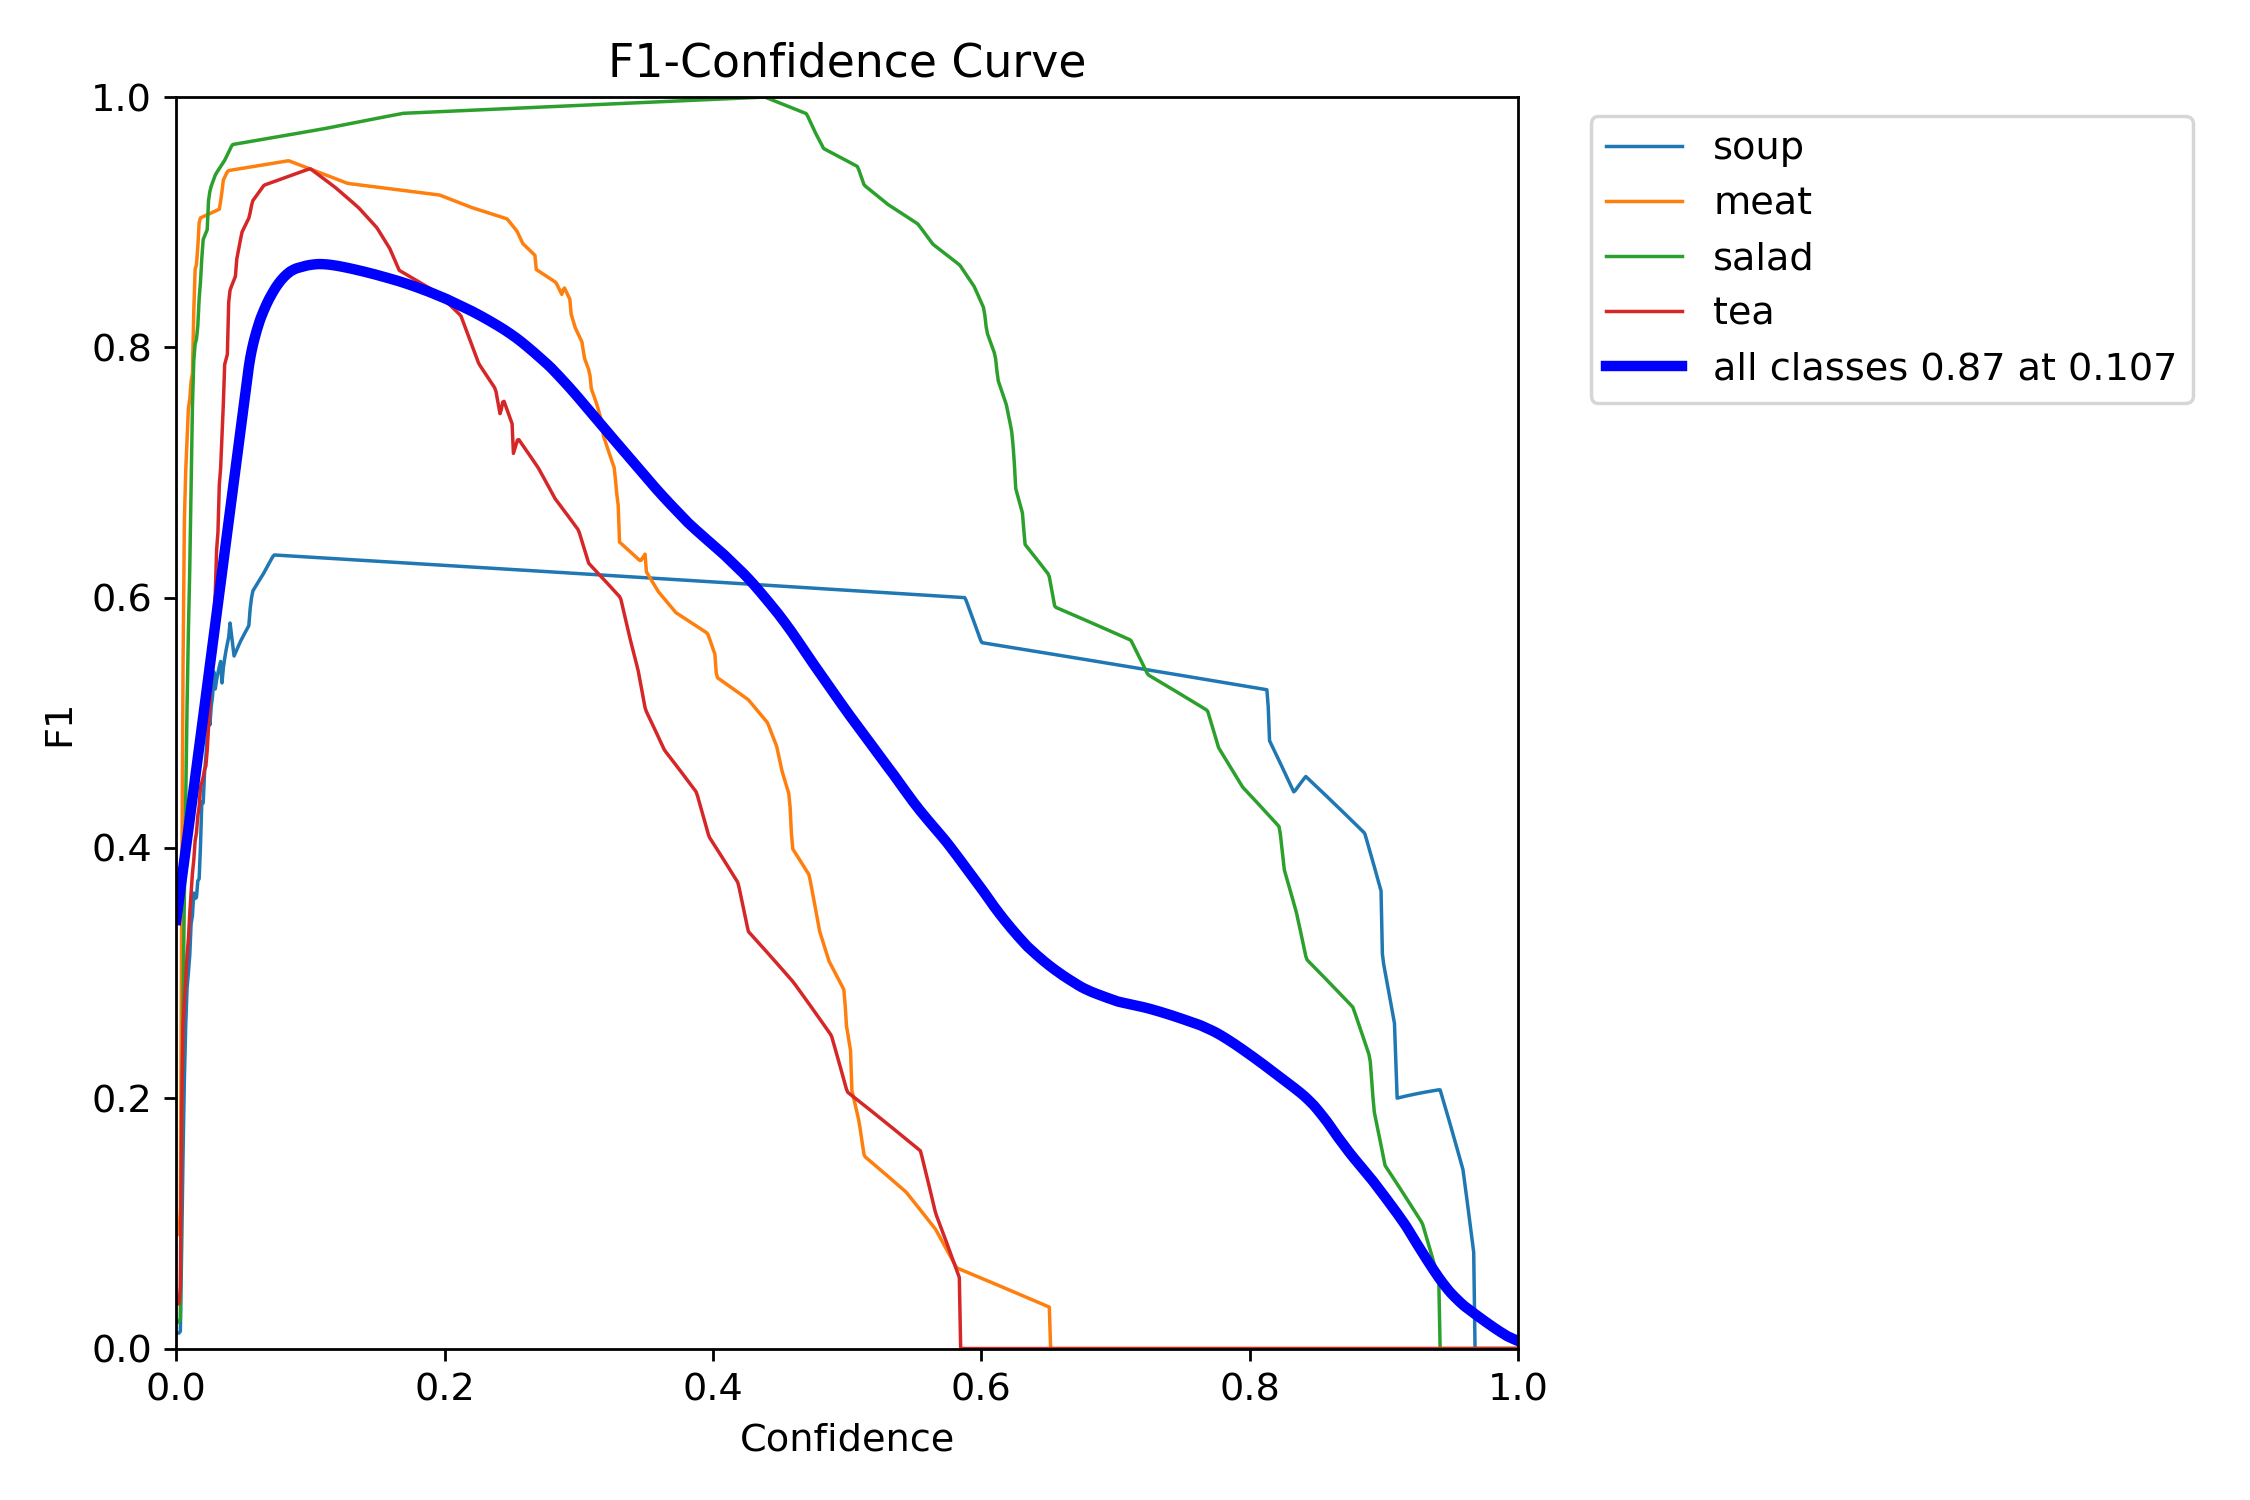 F1-Confidence Curve
1.0
0.8
0.6
0.4
0.2
0.0
F1
0.0 0.2 0.4 0.6 0.8 1.0
Confidence
soup
meat
salad
tea
all classes 0.87 at 0.107